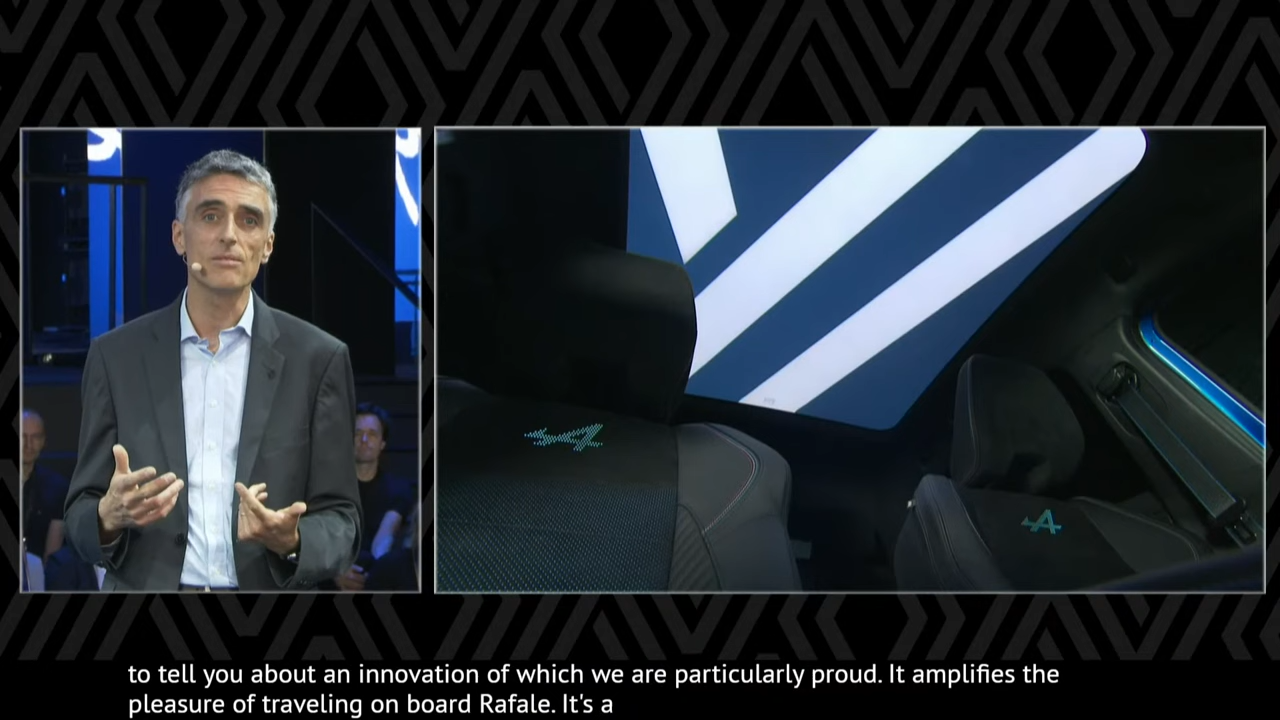 to tell you about an innovation of which we are particularly proud. It amplifies the
pleasure of traveling on board Rafale. It's a